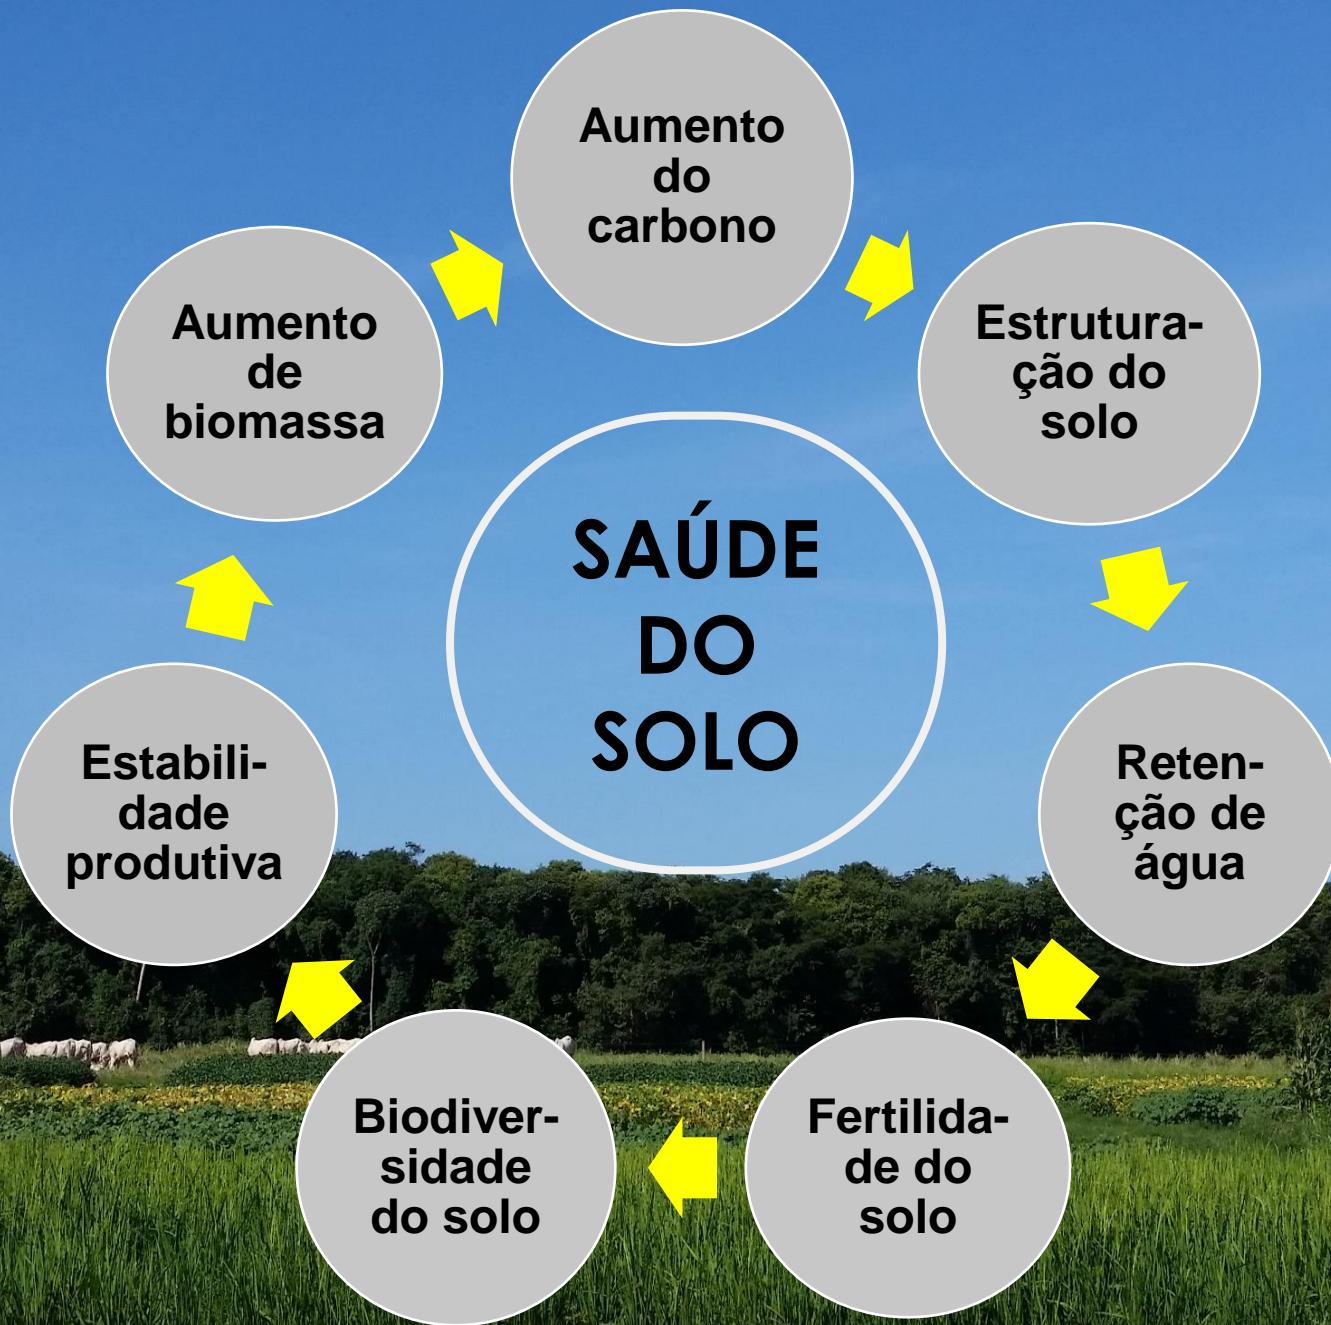 Aumento
do
carbono
Estrutura-
ção do
solo
Reten-
ção de
água
Fertilida-
de do
solo
Biodiver-
sidade
do solo
Estabili-
dade
produtiva
Aumento
de
biomassa
SAÚDE
DO
SOLO